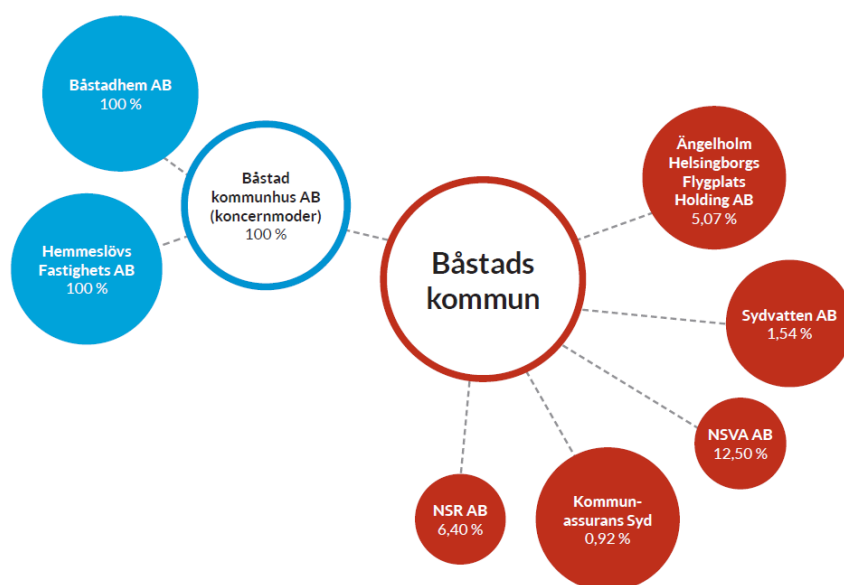 Båstadhem AB
100 %
Båstad
kommunhus AB
(koncernmoder)
100 %
Hemmeslövs
Fastighets AB
100 %
Båstads
kommun
Ängelholm
Helsingborgs
Flygplats
Holding AB
5,07 %
Sydvatten AB
1,54 %
NSVA AB
12,50 %
Kommun-
assurans Syd
0,92 %
NSR AB
6,40 %